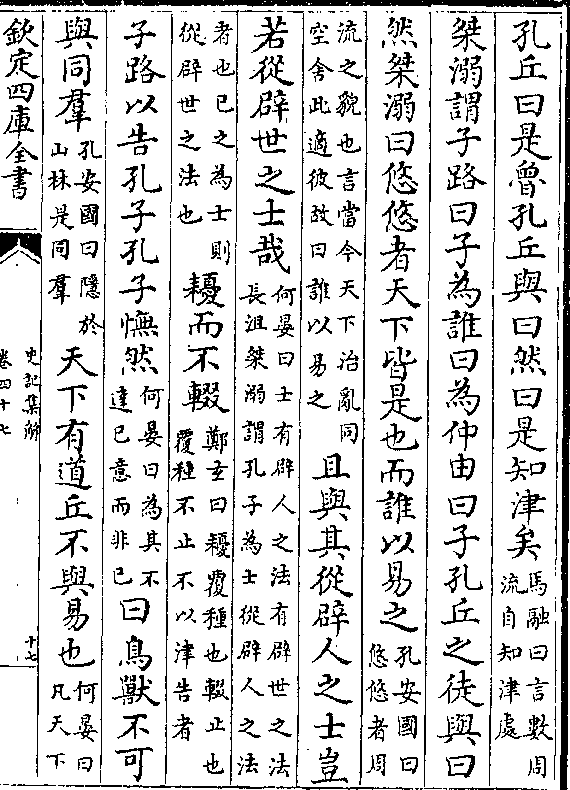 孔丘曰是魯孔丘與曰然曰是知津矣馬融曰言數周
流自知津處
桀溺謂子路曰子為誰曰為仲由曰子孔丘之徒與曰
然桀溺曰悠悠者天下皆是也而誰以易之孔安國曰
悠悠者周
流之貌也言當今天下治亂同
空舍此適彼故曰誰以易之
且與其從辟人之士豈
若從辟世之士哉何晏曰士有辟人之法有辟世之法
長沮桀溺謂孔子為士從辟人之法
者也已之為士則
從辟世之法也
耰而不輟鄭玄曰耰覆種也輟止也
覆種不止不以津告者
子路以告孔子孔子憮然何晏曰為其不
達已意而非已
曰鳥獸不可
與同羣孔安國曰隱於
山林是同羣
天下有道丘不與易也何晏曰
凡天下
欽定四庫全書
史記集解
卷四十七
十七